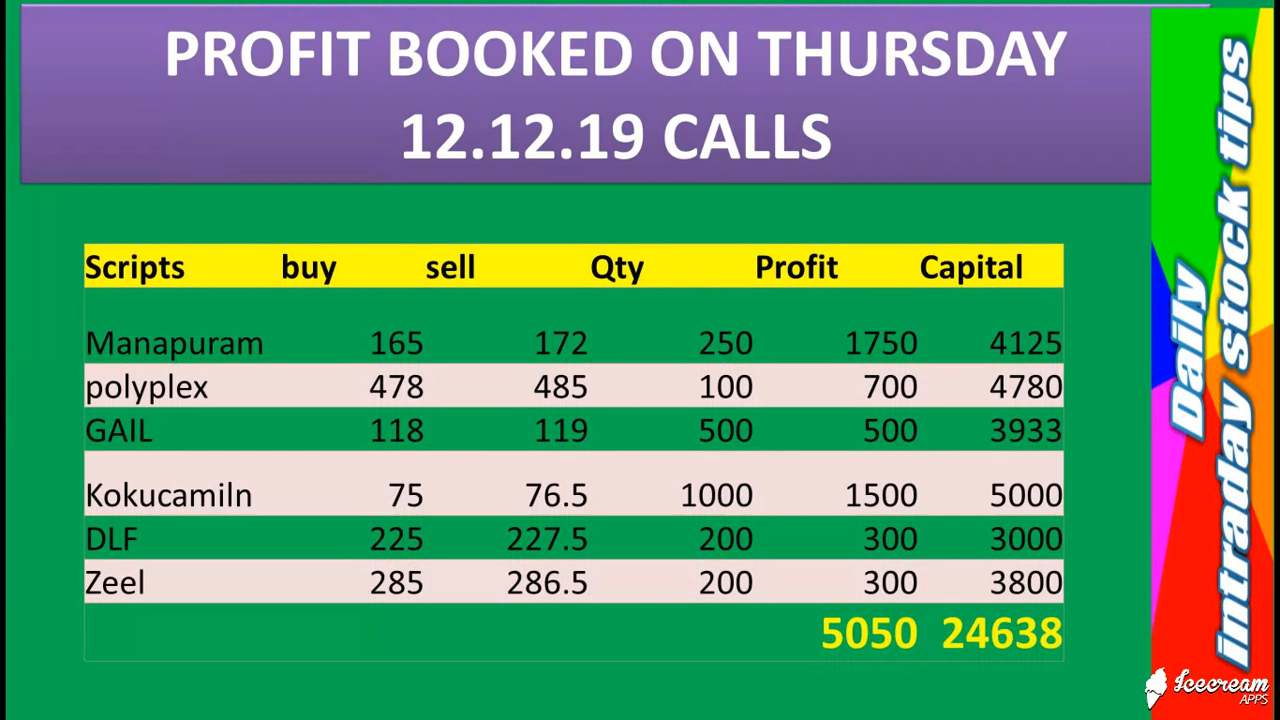 PROFIT BOOKED ON THURSDAY
12.12.19 CALLS
Scripts buy sell Qty Profit Capital
Manapuram 165 172 250 1750 4125
polyplex 478 485 100 700 4780
GAIL 118 119 500 500 3933
Kokucamiln 75 76.5 1000 1500 5000
DLF 225 227.5 200 300 3000
Zeel 285 286.5 200 300 3800
5050 24638
Daily
intraday stock tips
Icecream
APPS